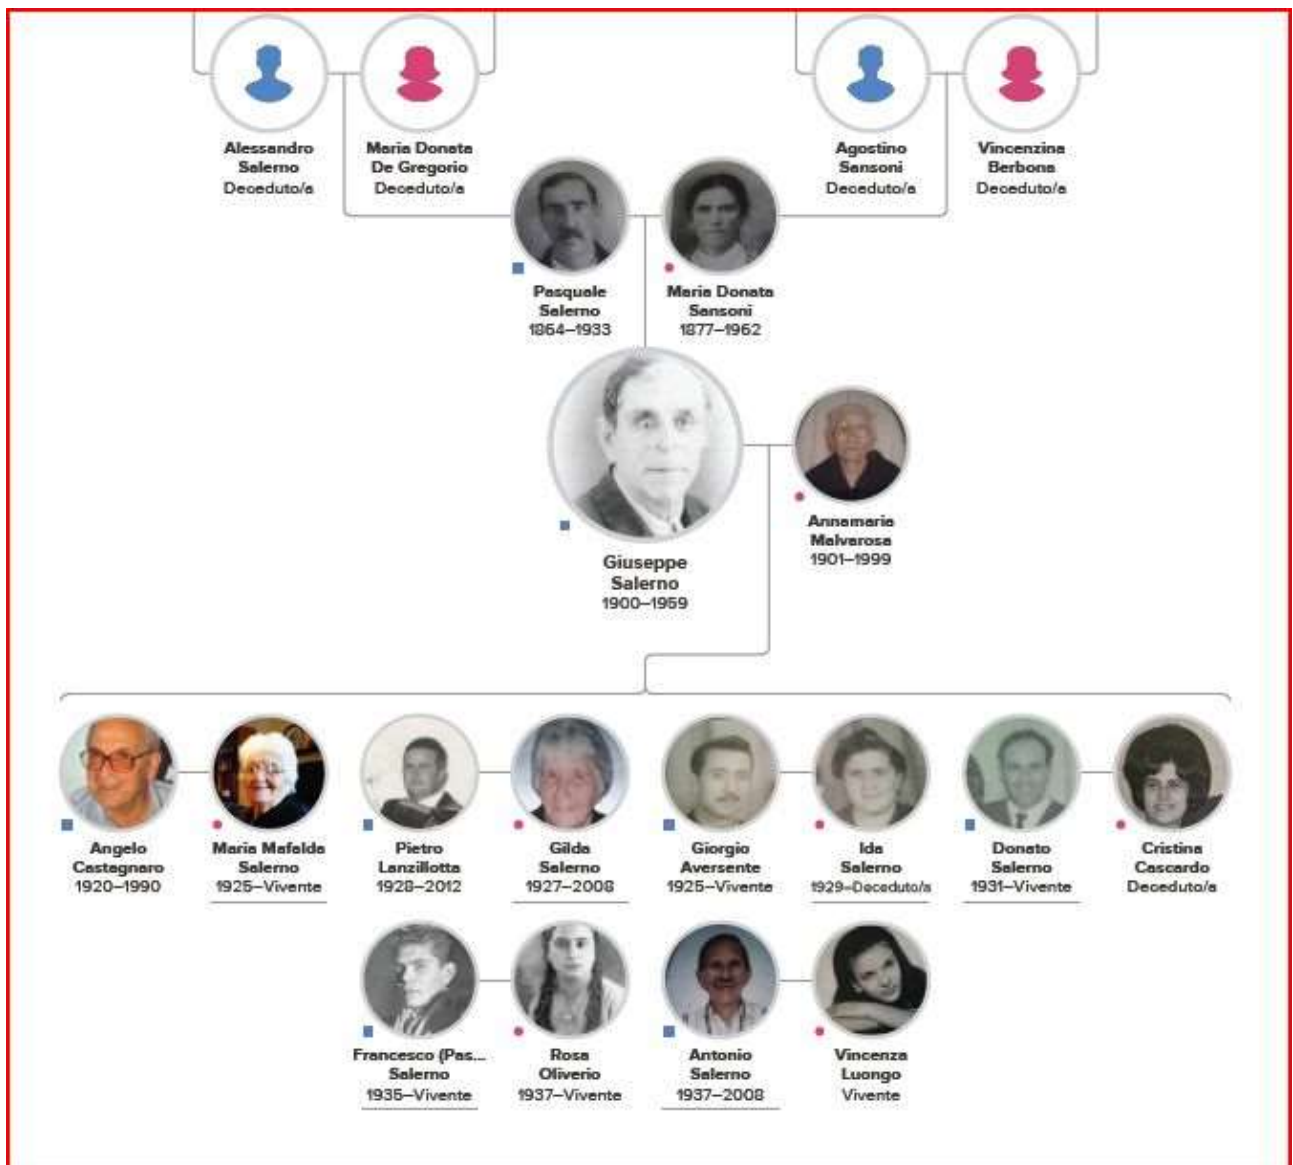 Alessandro
Salerno
Deceduto/a
Maria Donata
De Gregorio
Deceduto/a
Agostino
Sansoni
Deceduto/a
Vincenzina
Berbona
Deceduto/a
Pasquale
Salerno
1864–1933
Maria Donata
Sansoni
1877–1962
Giuseppe
Salerno
1900–1959
Annamaria
Malvarosa
1901–1999
Angelo
Castagnaro
1920–1990
Maria Mafalda
Salerno
1925–Vivente
Pietro
Lanzillotta
1928–2012
Gilda
Salerno
1927–2008
Giorgio
Aversente
1925–Vivente
Ida
Salerno
1929–Deceduto/a
Donato
Salerno
1931–Vivente
Cristina
Cascardo
Deceduto/a
Francesco (Pas...
Salerno
1935–Vivente
Rosa
Oliverio
1937–Vivente
Antonio
Salerno
1937–2008
Vincenza
Luongo
Vivente